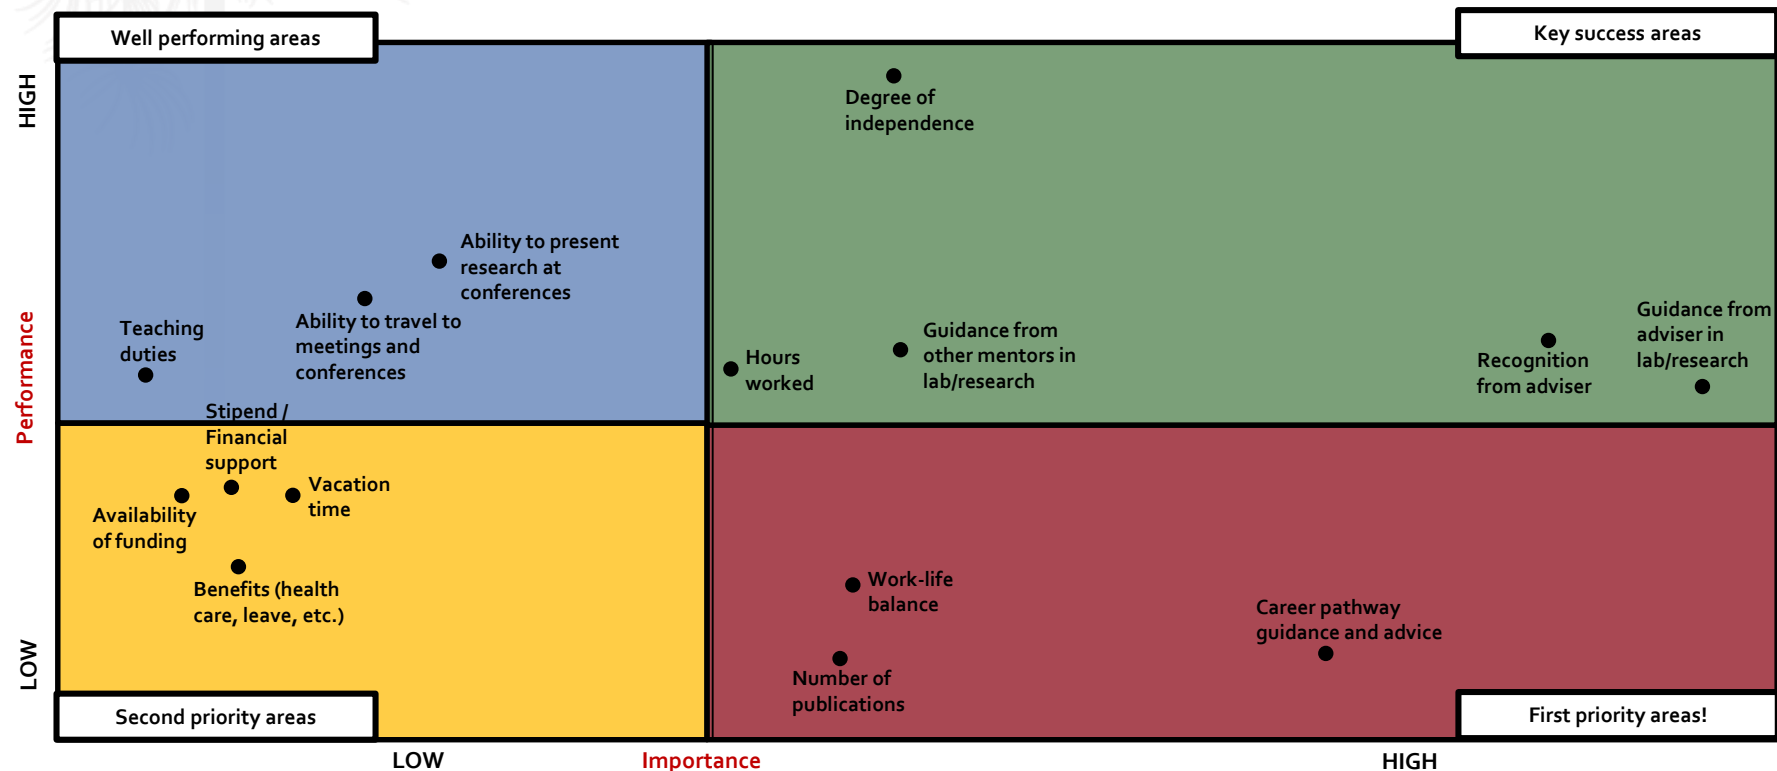 Well performing areas
Key success areas
HIGH
Degree of
independence
Ability to present
research at
conferences
Ability to travel to
meetings and
conferences
Teaching
duties
Hours
worked
Guidance from
other mentors in
lab/research
Recognition
from adviser
Guidance from
adviser in
lab/research
Performance
Stipend /
Financial
support
Vacation
time
Availability
of funding
Benefits (health
care, leave, etc.)
Work-life
balance
Number of
publications
Career pathway
guidance and advice
LOW
Second priority areas
First priority areas!
LOW
Importance
HIGH